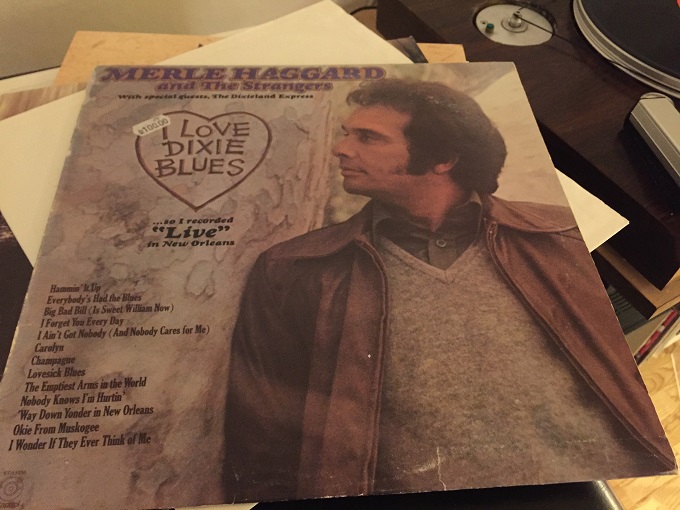 MERLE HAGGARD
and The Strangers
With special guests, The Dixieland Express
I LOVE
DIXIE
BLUES
...so I recorded
"Live"
in New Orleans
Hammin' It Up
Everybody's Had the Blues
Big Bad Bill (Is Sweet William Now)
I Forget You Every Day
I Ain't Got Nobody (And Nobody Cares for Me)
Carolyn
Champagne
Lovesick Blues
The Emptiest Arms in the World
Nobody Knows I'm Hurtin'
'Way Down Yonder in New Orleans
Okie From Muskogee
I Wonder If They Ever Think of Me